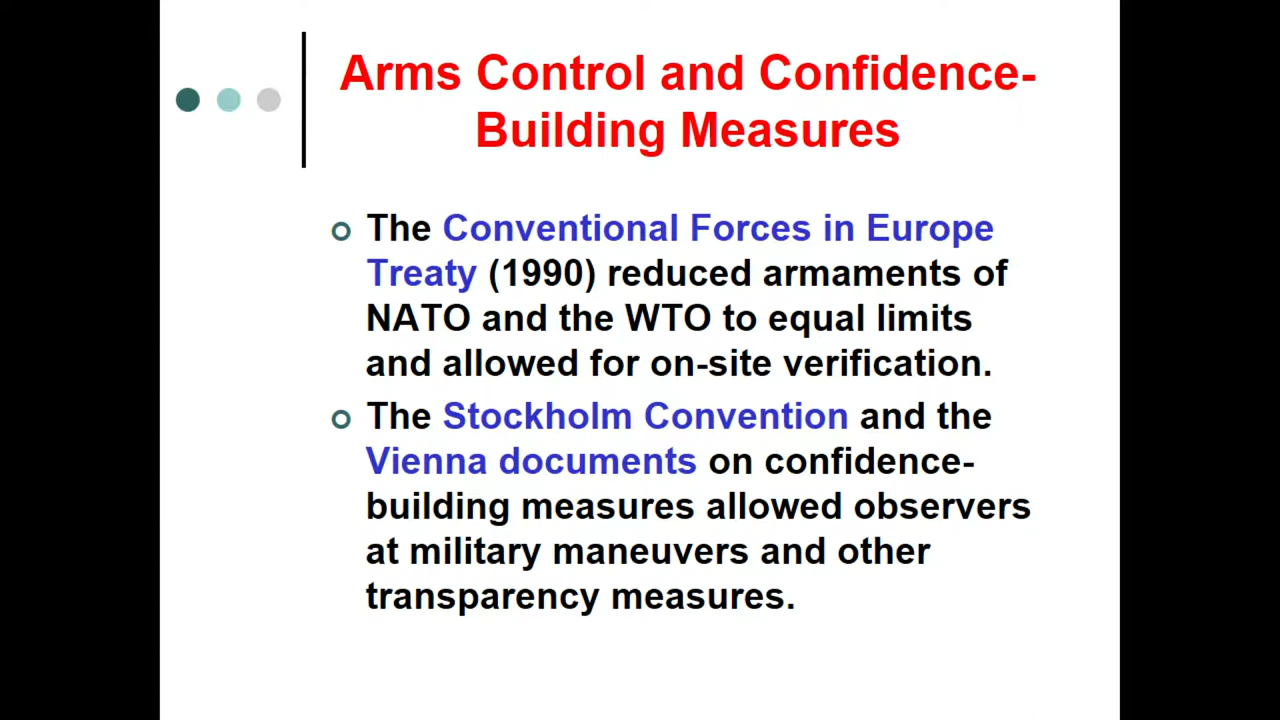 Arms Control and Confidence-
Building Measures
The Conventional Forces in Europe
Treaty (1990) reduced armaments of
NATO and the WTO to equal limits
and allowed for on-site verification.
The Stockholm Convention and the
Vienna documents on confidence-
building measures allowed observers
at military maneuvers and other
transparency measures.